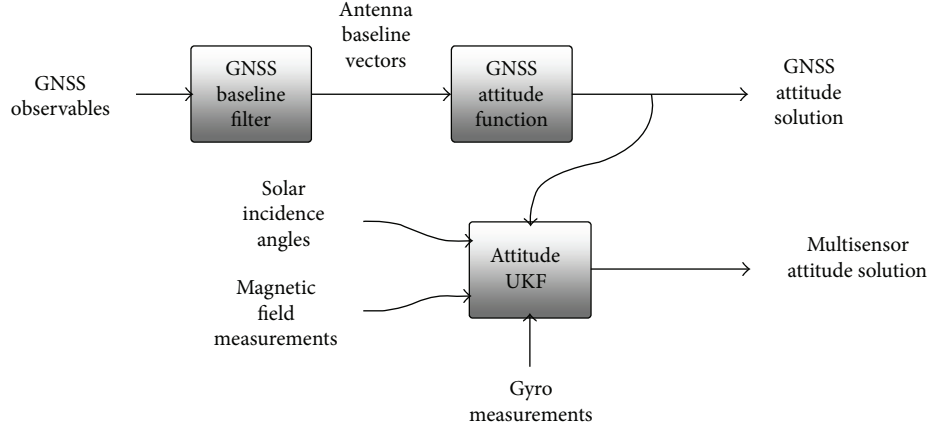 GNSS
observables
GNSS
baseline
filter
Antenna
baseline
vectors
GNSS
attitude
function
GNSS
attitude
solution
Solar
incidence
angles
Magnetic
field
measurements
Attitude
UKF
Gyro
measurements
Multisensor
attitude solution